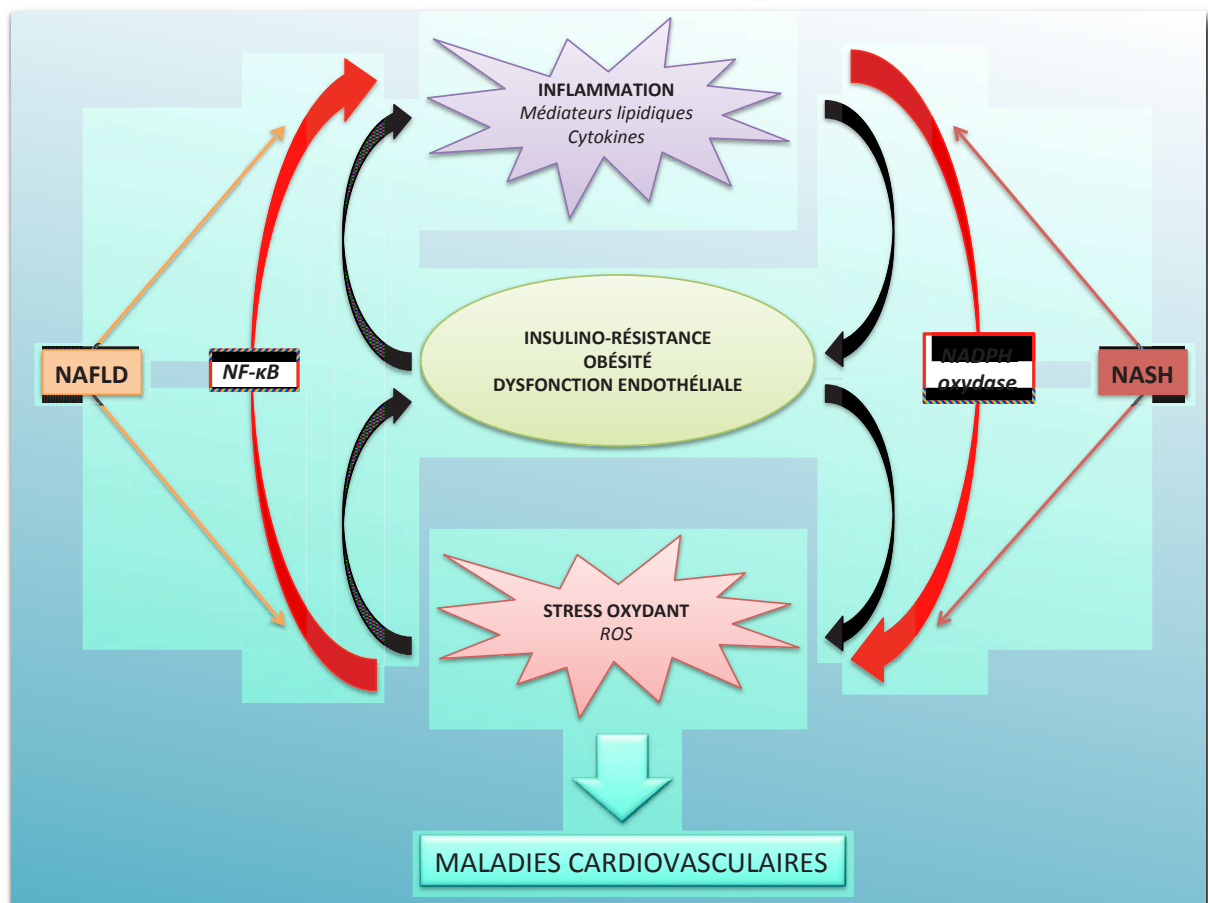 INFLAMMATION
Médiateurs lipidiques
Cytokines
INSULINO-RÉSISTANCE
OBÉSITÉ
DYSFONCTION ENDOTHÉLIALE
NAFLD
NF-κB
NADPH
oxydase
NASH
STRESS OXYDANT
ROS
MALADIES CARDIOVASCULAIRES